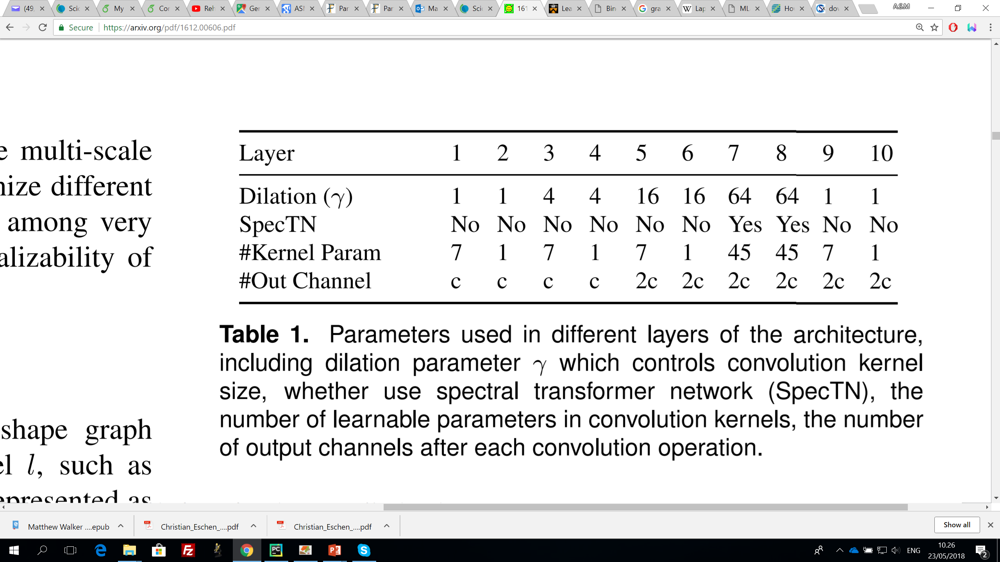 (49, Scie My Cor Reh Ger ASM Par Par Ma Scie 161 Lea Bin gra Lap ML Ho dov A.S.M
Secure https://arxiv.org/pdf/1612.00606.pdf
e multi-scale
nize different
among very
alizability of
shape graph
el l, such as
epresented as
Layer 1 2 3 4 5 6 7 8 9 10
Dilation (γ) 1 1 4 4 16 16 64 64 1 1
SpecTN No No No No No No Yes Yes No No
#Kernel Param 7 1 7 1 7 1 45 45 7 1
#Out Channel c c c c 2c 2c 2c 2c 2c 2c
Table 1. Parameters used in different layers of the architecture,
including dilation parameter γ which controls convolution kernel
size, whether use spectral transformer network (SpecTN), the
number of learnable parameters in convolution kernels, the number
of output channels after each convolution operation.
Matthew Walker ....epub Christian_Eschen_....pdf Christian_Eschen_....pdf Show all
ENG 10.26
23/05/2018 2